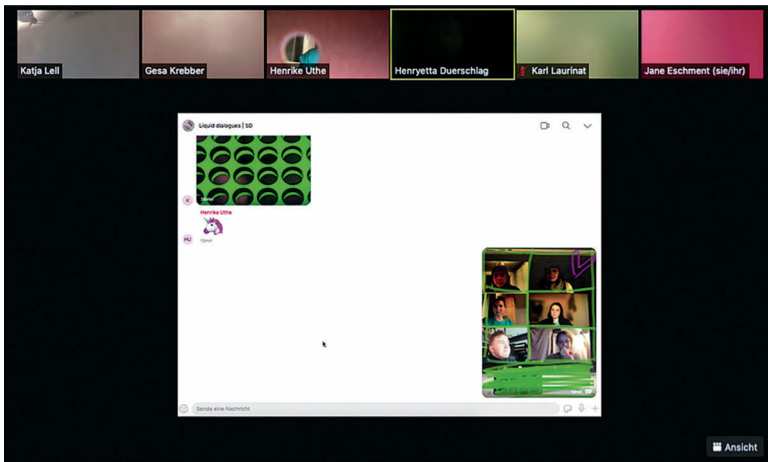 Katja Lell
Gesa Krebber
Henrike Uthe
Henryetta Duerschlag
Karl Laurinat
Jane Eschment (sie/ihr)
Liquid dialogues | SD
K
Henrike Uthe
HU
Sende eine Nachricht
Ansicht